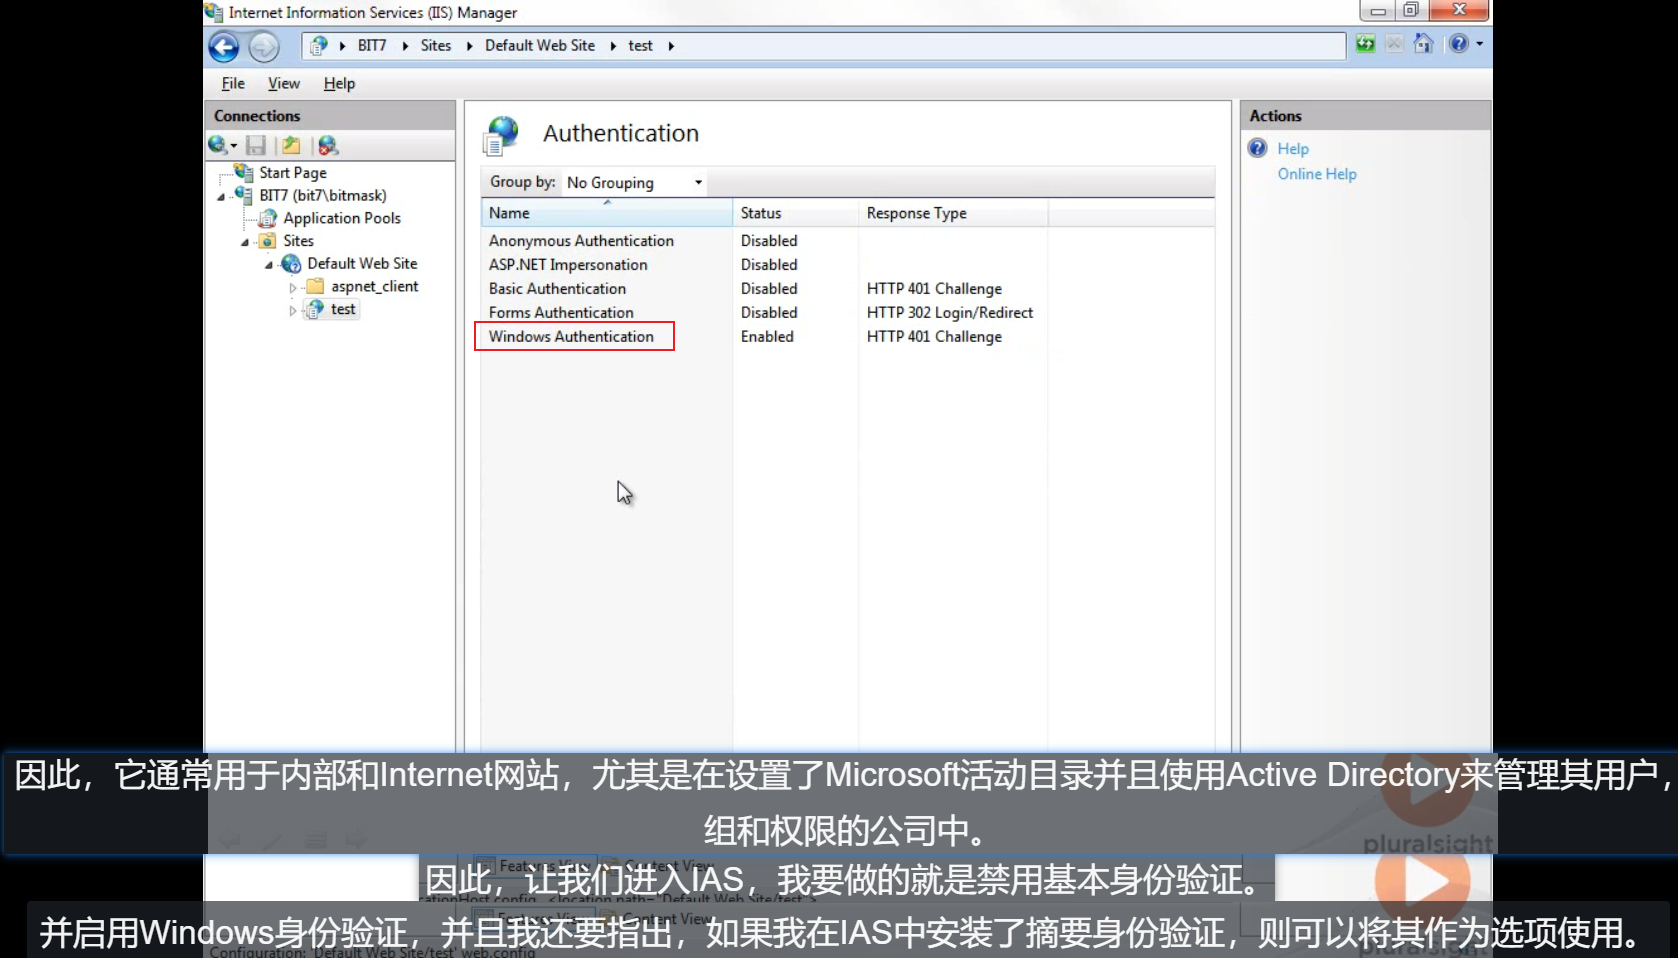 Internet Information Services (IIS) Manager
BIT7 Sites Default Web Site test
File View Help
Connections
Start Page
BIT7 (bit7\bitmask)
Application Pools
Sites
Default Web Site
aspnet_client
test
Authentication
Group by: No Grouping
Name Status Response Type
Anonymous Authentication Disabled
ASP.NET Impersonation Disabled
Basic Authentication Disabled HTTP 401 Challenge
Forms Authentication Disabled HTTP 302 Login/Redirect
Windows Authentication Enabled HTTP 401 Challenge
Actions
Help
Online Help
因此，它通常用于内部和Internet网站，尤其是在设置了Microsoft活动目录并且使用Active Directory来管理其用户，
组和权限的公司中。
pluralsight
Features View Content View
因此，让我们进入IAS，我要做的就是禁用基本身份验证。
Features View Content View
并启用Windows身份验证，并且我还要指出，如果我在IAS中安装了摘要身份验证，则可以将其作为选项使用。
pluralsight
Configuration: 'Default Web Site/test' web.config